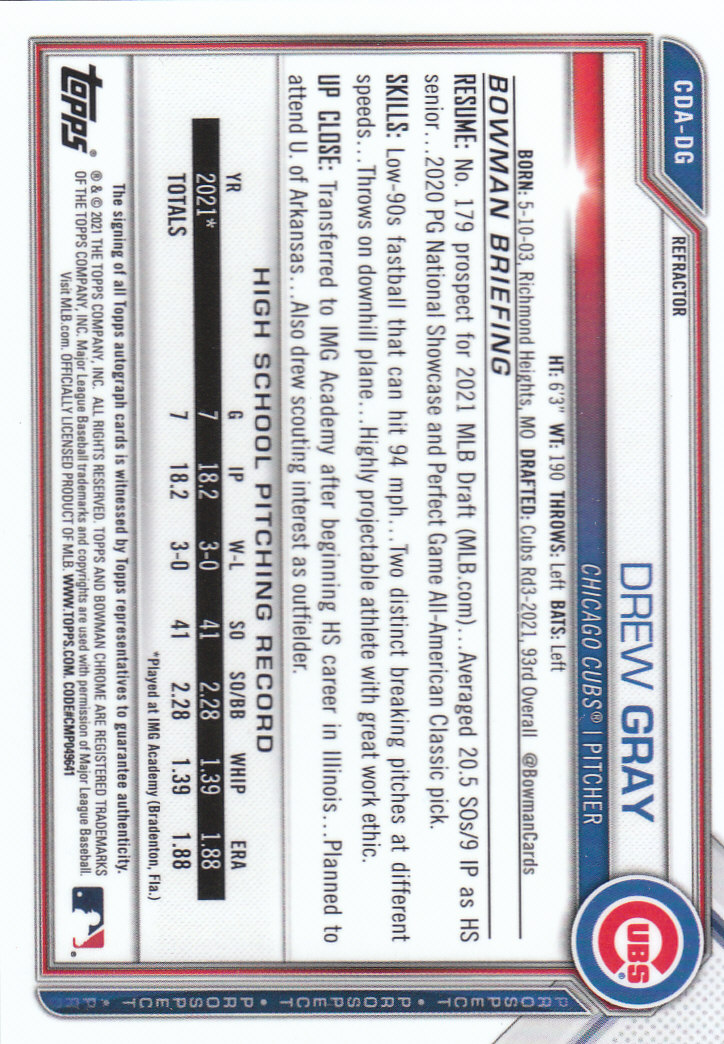 CDA-DG
REFRACTOR
DREW GRAY
CHICAGO CUBS® | PITCHER
CUBS®
HT: 6'3" WT: 190 THROWS: Left BATS: Left
BORN: 5-10-03, Richmond Heights, MO DRAFTED: Cubs Rd3-2021, 93rd Overall @BowmanCards
BOWMAN BRIEFING
RESUME: No. 179 prospect for 2021 MLB Draft (MLB.com)...Averaged 20.5 SOs/9 IP as HS
senior...2020 PG National Showcase and Perfect Game All-American Classic pick.
SKILLS: Low-90s fastball that can hit 94 mph...Two distinct breaking pitches at different
speeds...Throws on downhill plane...Highly projectable athlete with great work ethic.
UP CLOSE: Transferred to IMG Academy after beginning HS career in Illinois...Planned to
attend U. of Arkansas...Also drew scouting interest as outfielder.
HIGH SCHOOL PITCHING RECORD
YR G IP W-L SO SO/BB WHIP ERA
2021* 7 18.2 3-0 41 2.28 1.39 1.88
TOTALS 7 18.2 3-0 41 2.28 1.39 1.88
*Played at IMG Academy (Bradenton, Fla.)
topps®
The signing of all Topps autograph cards is witnessed by Topps representatives to guarantee authenticity.
® & © 2021 THE TOPPS COMPANY, INC. ALL RIGHTS RESERVED. TOPPS AND BOWMAN CHROME ARE REGISTERED TRADEMARKS
OF THE TOPPS COMPANY, INC. Major League Baseball trademarks and copyrights are used with permission of Major League Baseball.
Visit MLB.com. OFFICIALLY LICENSED PRODUCT OF MLB. WWW.TOPPS.COM. CODE#CMP049641
PROSPECT • PROSPECT • PROSPECT • PROSPECT • PR